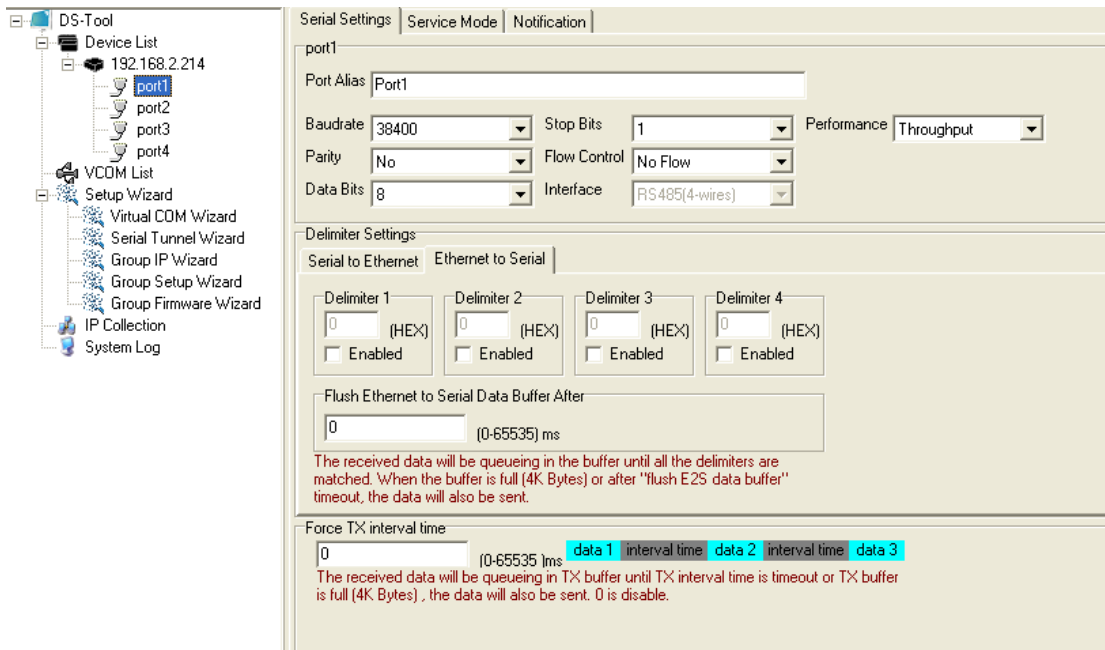 DS-Tool
Device List
192.168.2.214
port1
port2
port3
port4
VCOM List
Setup Wizard
Virtual COM Wizard
Serial Tunnel Wizard
Group IP Wizard
Group Setup Wizard
Group Firmware Wizard
IP Collection
System Log
Serial Settings Service Mode Notification
port1
Port Alias Port1
Baudrate 38400 Stop Bits 1 Performance Throughput
Parity No Flow Control No Flow
Data Bits 8 Interface RS485(4-wires)
Delimiter Settings
Serial to Ethernet Ethernet to Serial
Delimiter 1 Delimiter 2 Delimiter 3 Delimiter 4
0 (HEX) 0 (HEX) 0 (HEX) 0 (HEX)
Enabled Enabled Enabled Enabled
Flush Ethernet to Serial Data Buffer After
0 (0-65535) ms
The received data will be queueing in the buffer until all the delimiters are
matched. When the buffer is full (4K Bytes) or after "flush E2S data buffer"
timeout, the data will also be sent.
Force TX interval time
0 (0-65535 )ms data 1 interval time data 2 interval time data 3
The received data will be queueing in TX buffer until TX interval time is timeout or TX buffer
is full (4K Bytes) , the data will also be sent. 0 is disable.